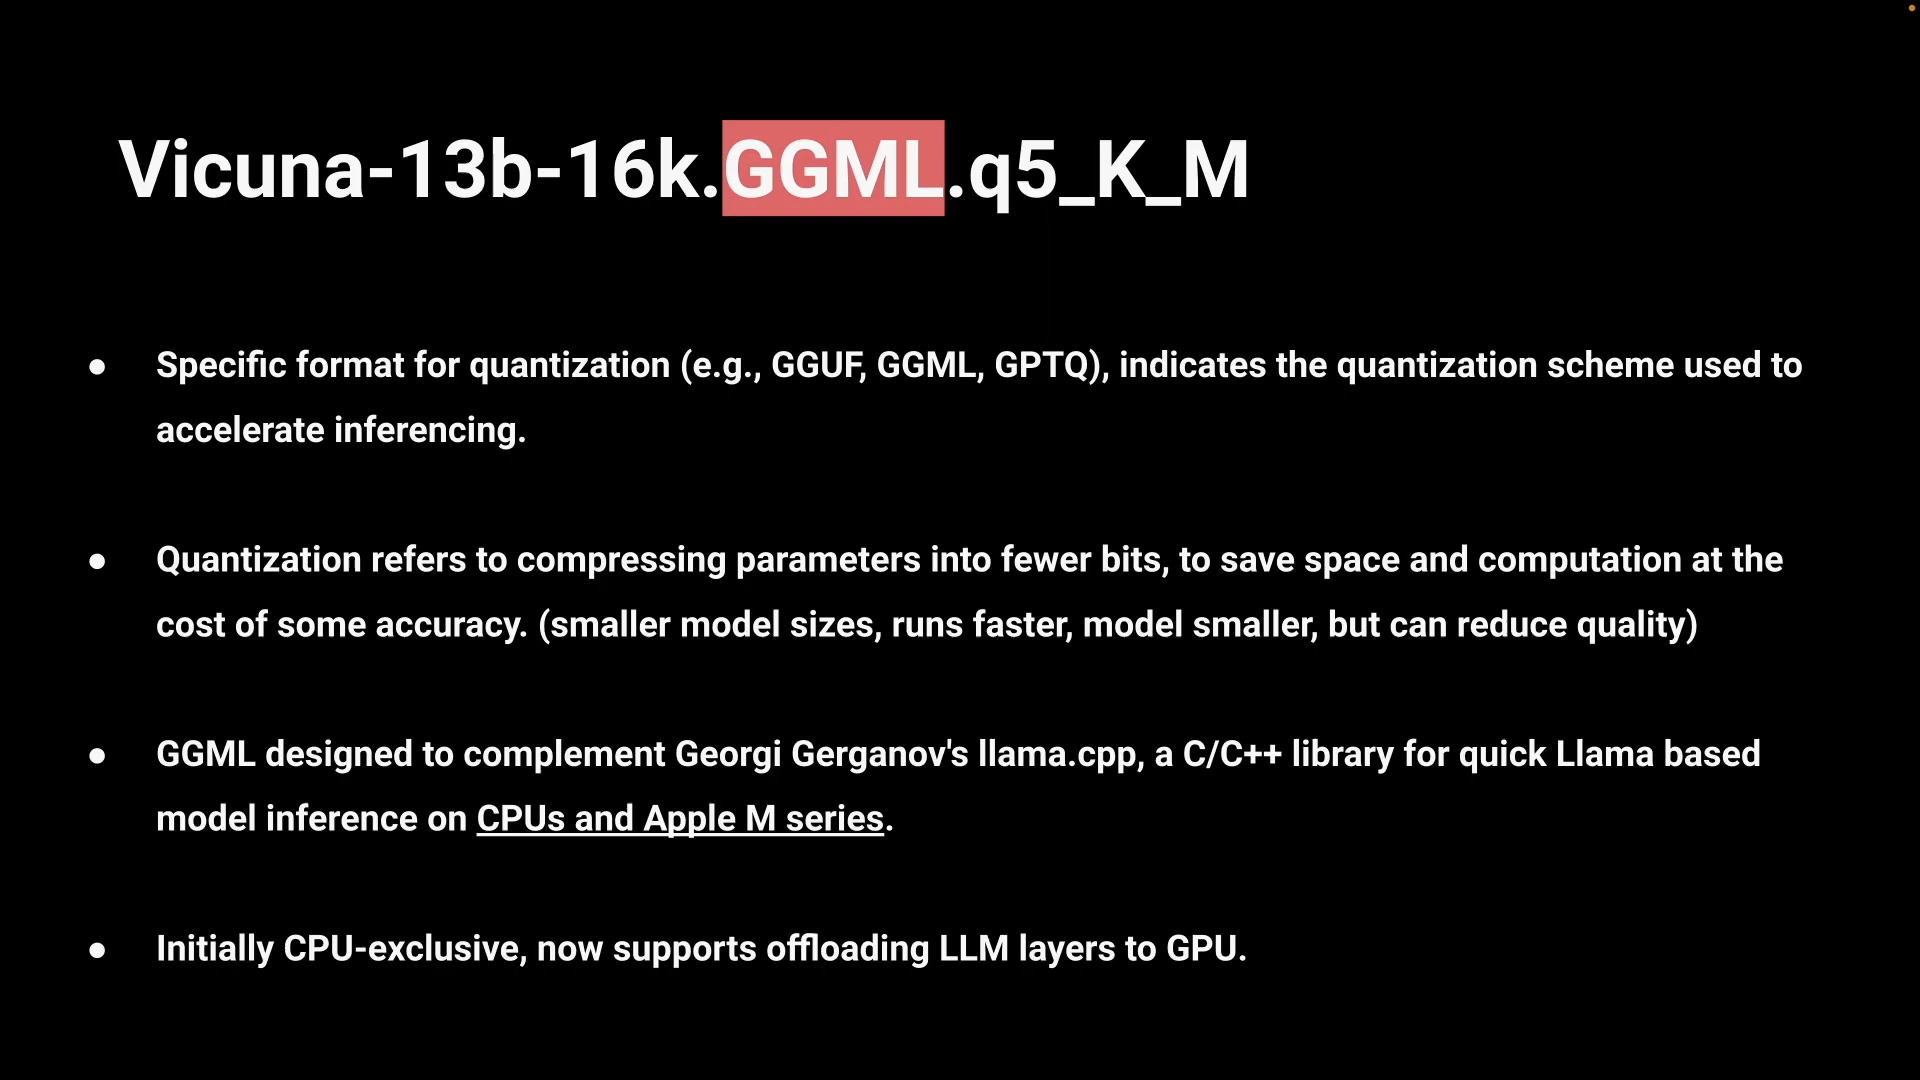 Vicuna-13b-16k.GGML.q5_K_M
● Specific format for quantization (e.g., GGUF, GGML, GPTQ), indicates the quantization scheme used to
accelerate inferencing.
● Quantization refers to compressing parameters into fewer bits, to save space and computation at the
cost of some accuracy. (smaller model sizes, runs faster, model smaller, but can reduce quality)
● GGML designed to complement Georgi Gerganov's llama.cpp, a C/C++ library for quick Llama based
model inference on CPUs and Apple M series.
● Initially CPU-exclusive, now supports offloading LLM layers to GPU.